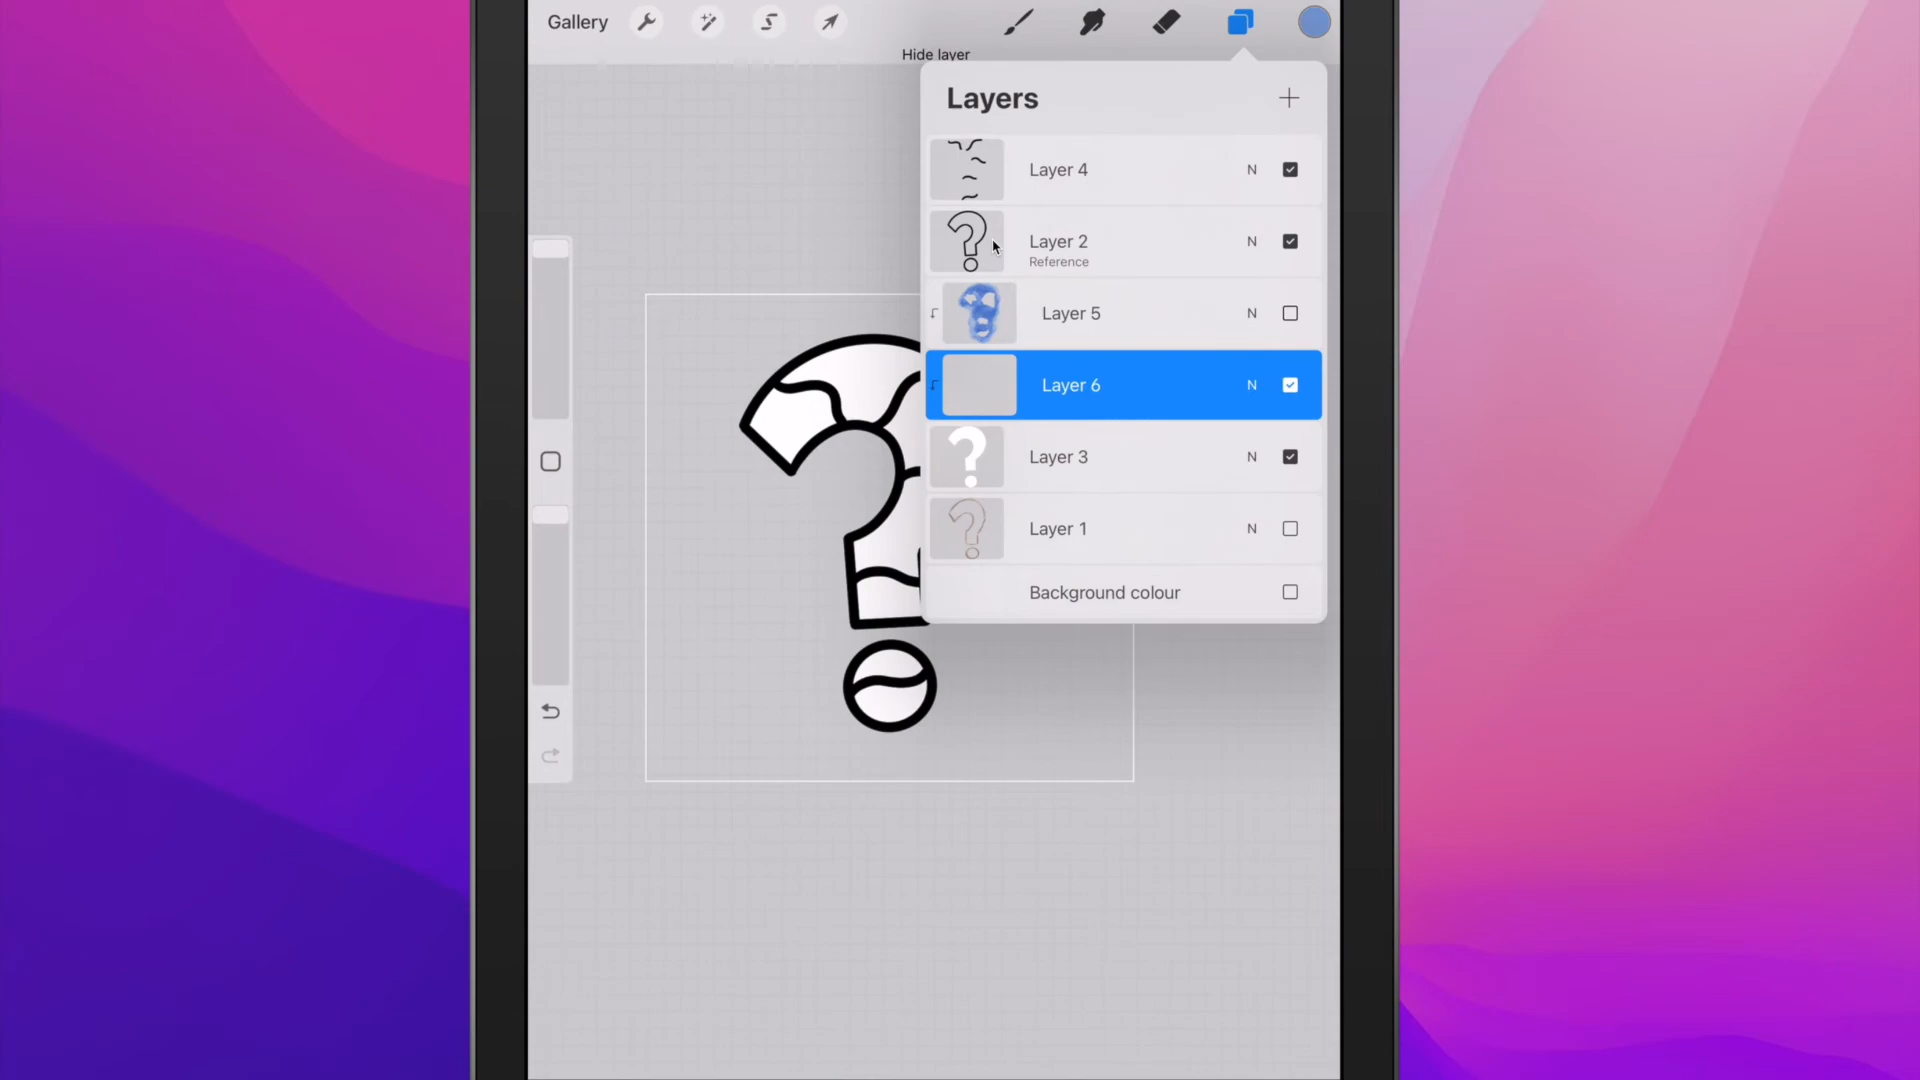 Gallery
Hide layer
Layers
Layer 4 N
Layer 2 N
Reference
Layer 5 N
Layer 6 N
Layer 3 N
Layer 1 N
Background colour